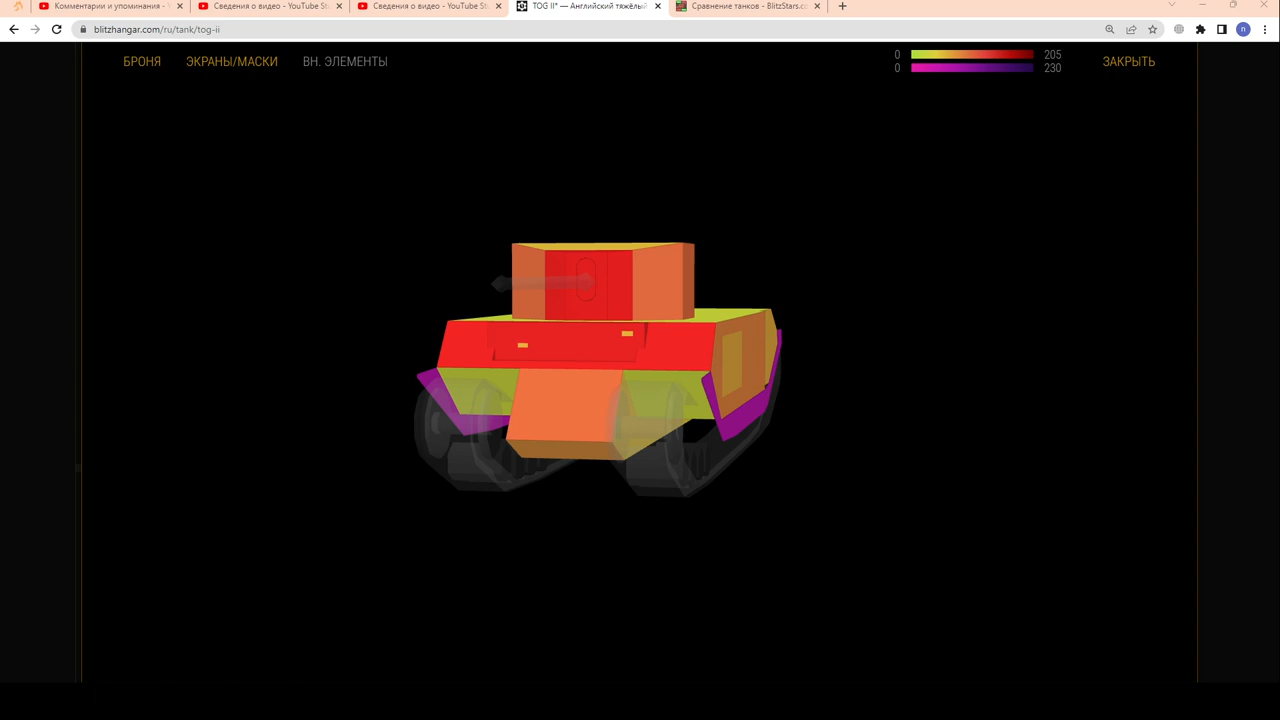 Комментарии и упоминания -
Сведения о видео - YouTube St
Сведения о видео - YouTube St
TOG II* — Английский тяжёлый
Сравнение танков - BlitzStars.co
blitzhangar.com/ru/tank/tog-ii
n
БРОНЯ
ЭКРАНЫ/МАСКИ
ВН. ЭЛЕМЕНТЫ
0 205
0 230
ЗАКРЫТЬ